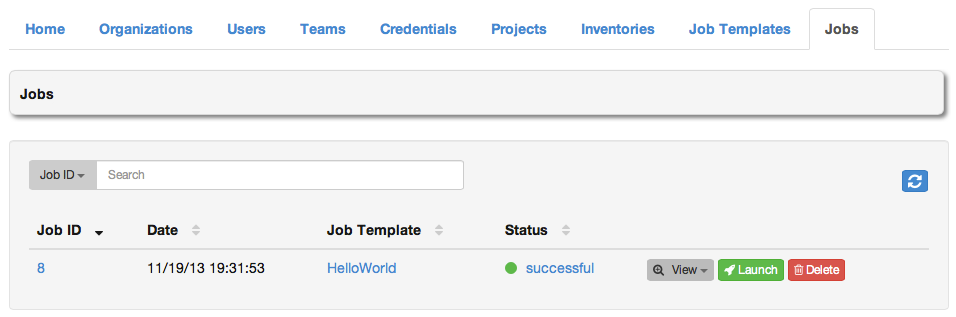 Home Organizations Users Teams Credentials Projects Inventories Job Templates Jobs
Jobs
Job ID Search
Job ID Date Job Template Status
8 11/19/13 19:31:53 HelloWorld successful View Launch Delete